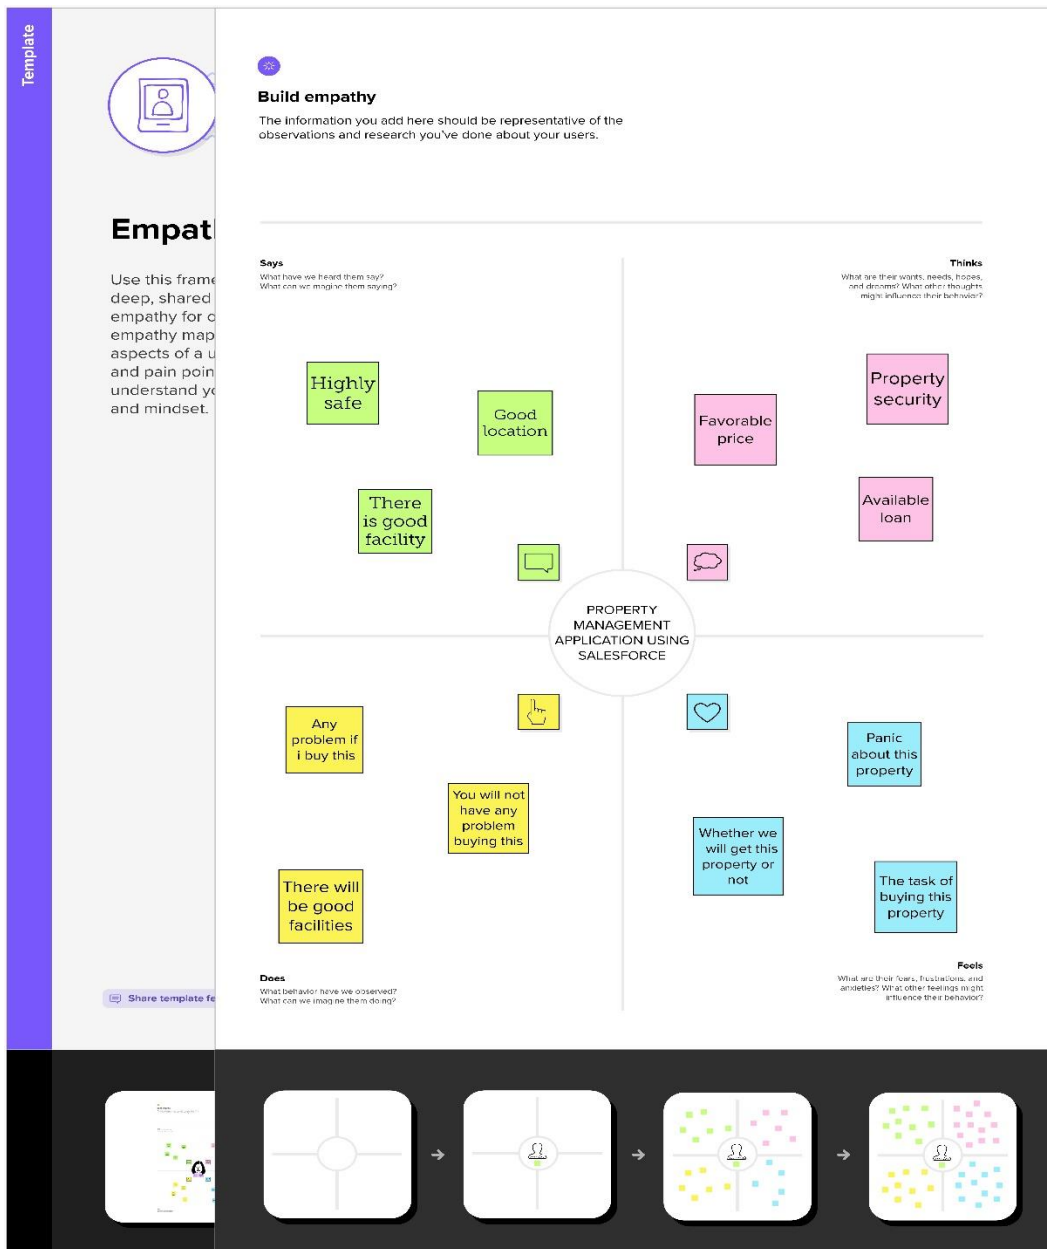 Template
Empat
Use this frame
deep, shared
empathy for
empathy map
aspects of a u
and pain poin
understand yo
and mindset.
Share template fe
Build empathy
The information you add here should be representative of the
observations and research you've done about your users.
Says
What have we heard them say?
What can we imagine them saying?
Thinks
What are their wants, needs, hopes,
and dreams? What other thoughts
might influence their behavior?
Highly
safe
Good
location
There
is good
facility
Favorable
price
Property
security
Available
loan
PROPERTY
MANAGEMENT
APPLICATION USING
SALESFORCE
Any
problem if
i buy this
You will not
have any
problem
buying this
There will
be good
facilities
Panic
about this
property
Whether we
will get this
property or
not
The task of
buying this
property
Does
What behavior have we observed?
What can we imagine them doing?
Feels
What are their fears, frustrations, and
anxieties? What other feelings might
influence their behavior?